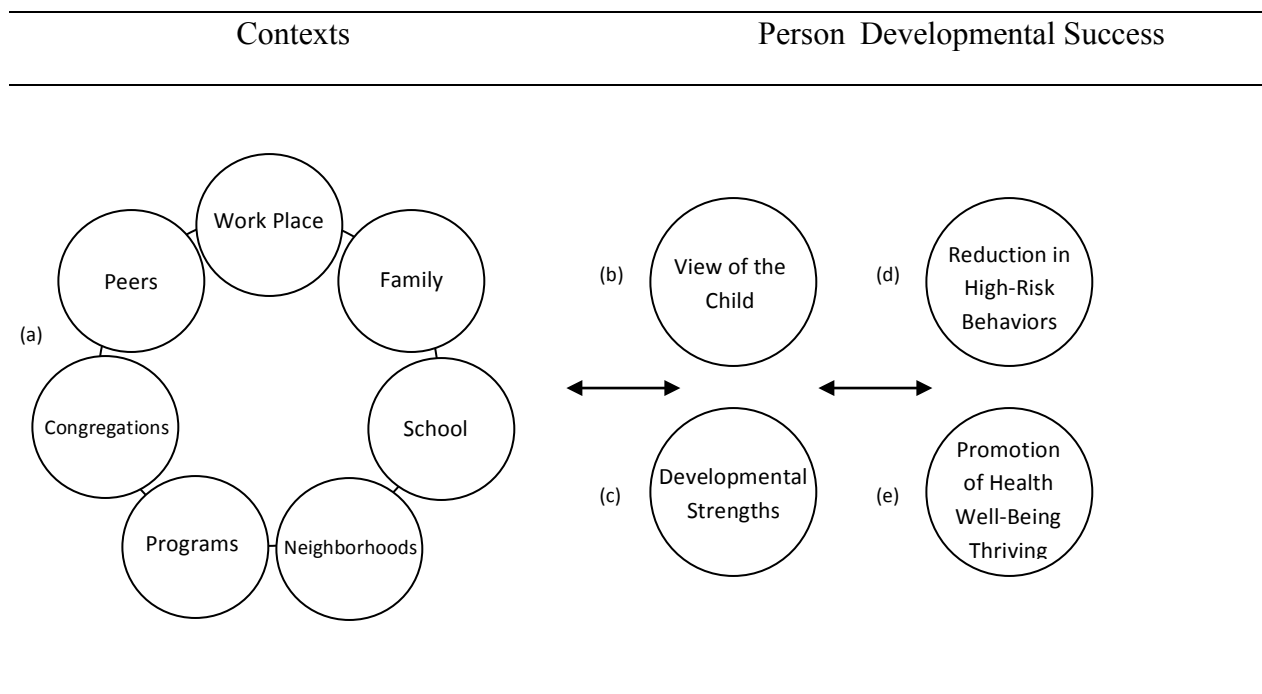 Contexts
Person Developmental Success
Work Place
Peers
Family
(a)
Congregations
School
Programs
Neighborhoods
(b)
View of the
Child
(c)
Developmental
Strengths
(d)
Reduction in
High-Risk
Behaviors
(e)
Promotion
of Health
Well-Being
Thriving